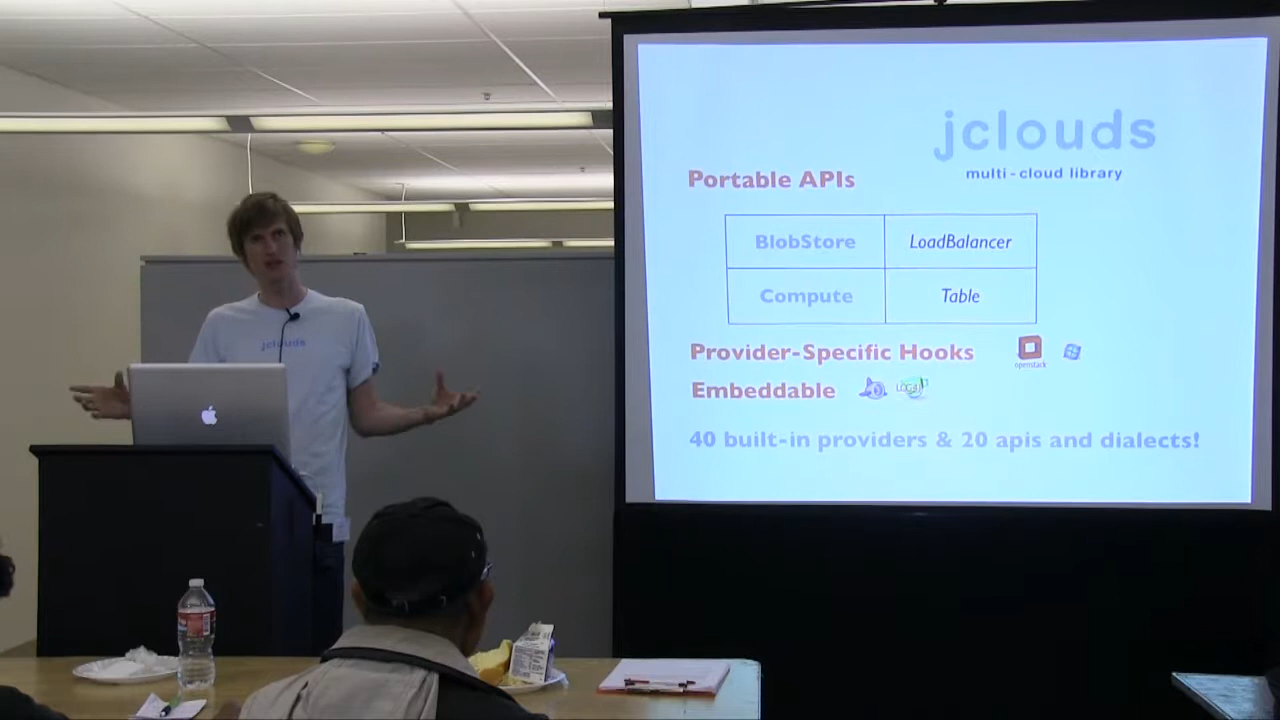 jclouds
multi-cloud library
Portable APIs
BlobStore
LoadBalancer
Compute
Table
Provider-Specific Hooks
openstack
Embeddable
40 built-in providers & 20 apis and dialects!
jclouds